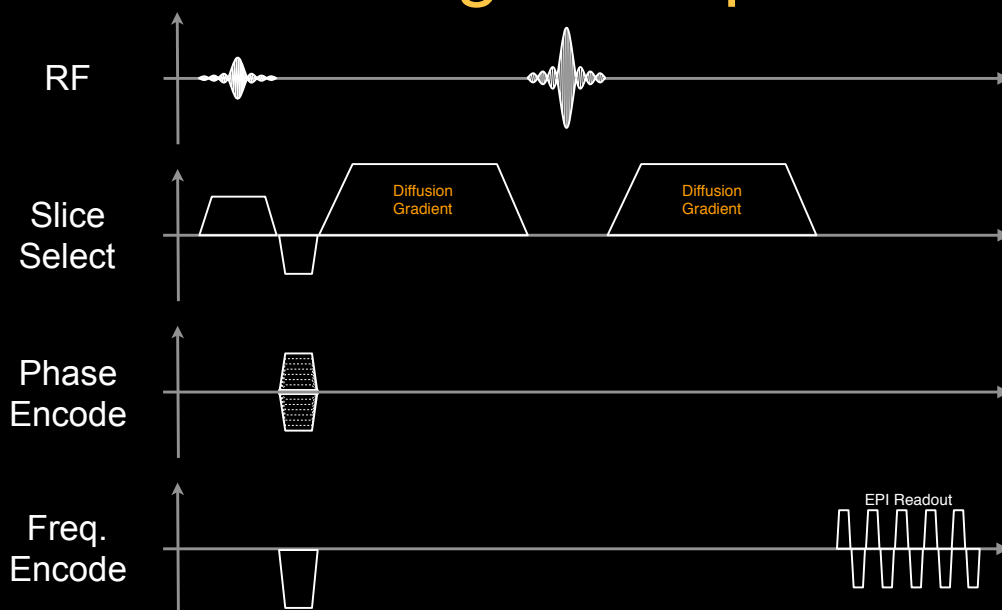 RF
Diffusion
Gradient
Diffusion
Gradient
Slice
Select
Phase
Encode
EPI Readout
Freq.
Encode